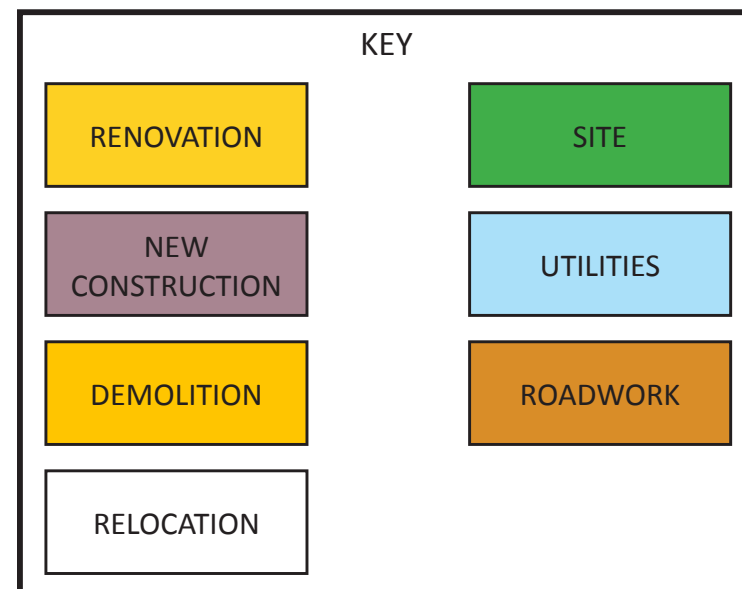 KEY
RENOVATION
SITE
NEW
CONSTRUCTION
UTILITIES
DEMOLITION
ROADWORK
RELOCATION